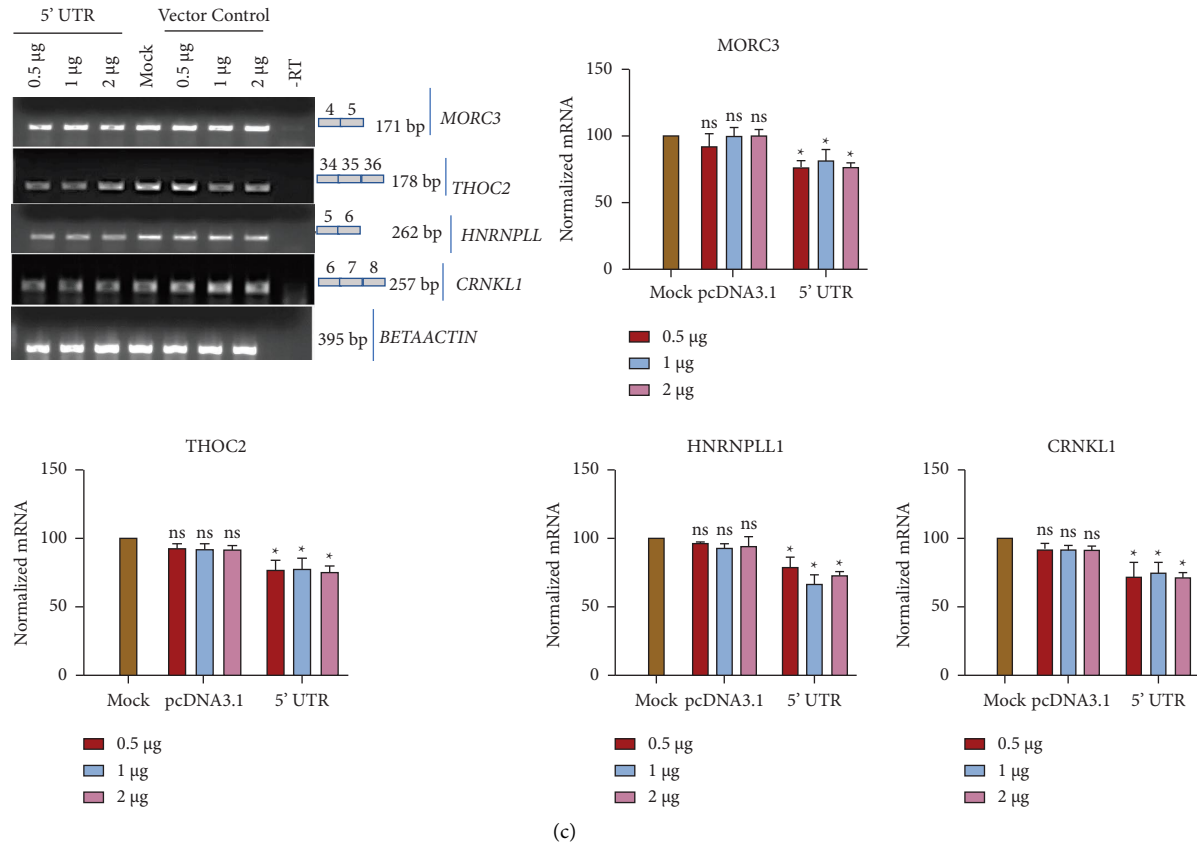 5' UTR Vector Control
0.5 μg 1 μg 2 μg Mock 0.5 μg 1 μg 2 μg -RT
4 5
171 bp MORC3
34 35 36
178 bp THOC2
5 6
262 bp HNRNPLL
6 7 8
257 bp CRNKL1
395 bp BETAACTIN
MORC3
Normalized mRNA
150
100
50
0
ns ns ns * * *
Mock pcDNA3.1 5' UTR
0.5 μg
1 μg
2 μg
THOC2
Normalized mRNA
150
100
50
0
ns ns ns * * *
Mock pcDNA3.1 5' UTR
0.5 μg
1 μg
2 μg
HNRNPLL1
Normalized mRNA
150
100
50
0
ns ns ns * * *
Mock pcDNA3.1 5' UTR
0.5 μg
1 μg
2 μg
CRNKL1
Normalized mRNA
150
100
50
0
ns ns ns * * *
Mock pcDNA3.1 5' UTR
0.5 μg
1 μg
2 μg
(c)